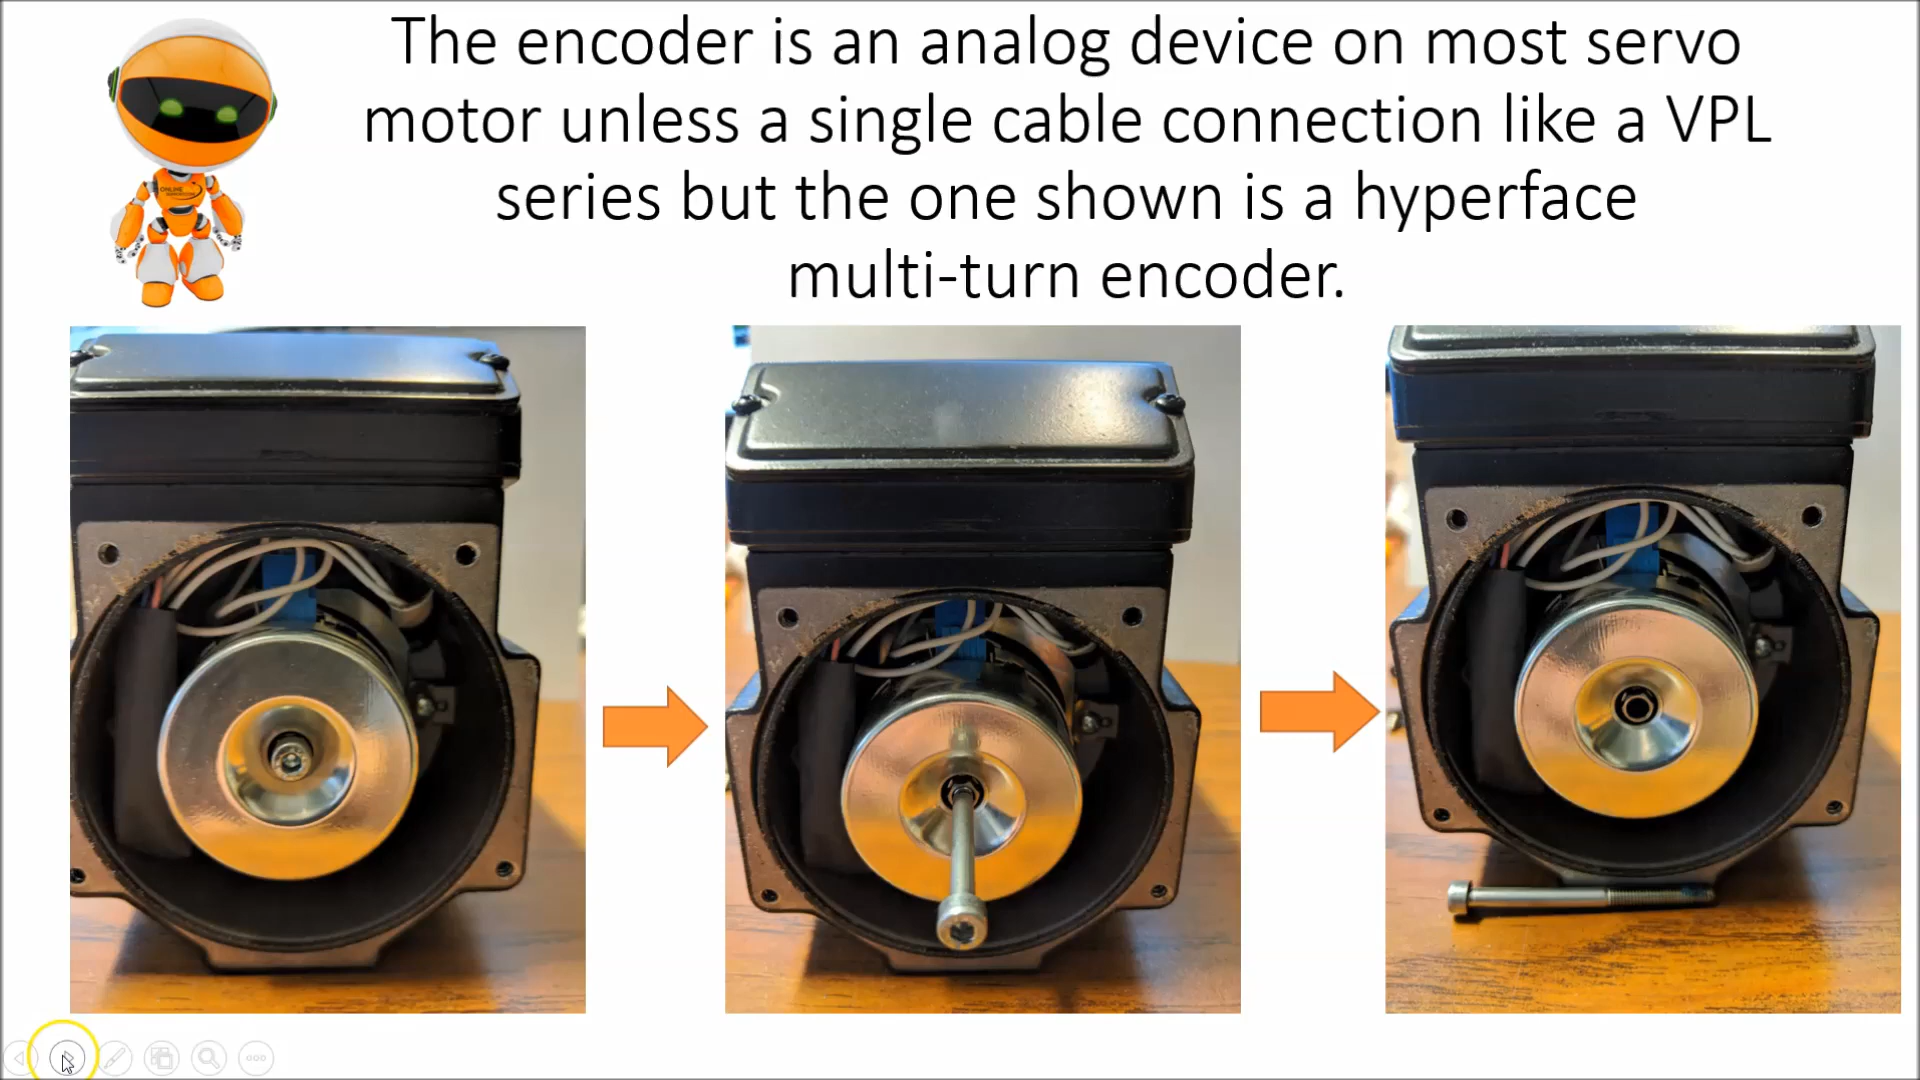 The encoder is an analog device on most servo
motor unless a single cable connection like a VPL
series but the one shown is a hyperface
multi-turn encoder.
ONLINE